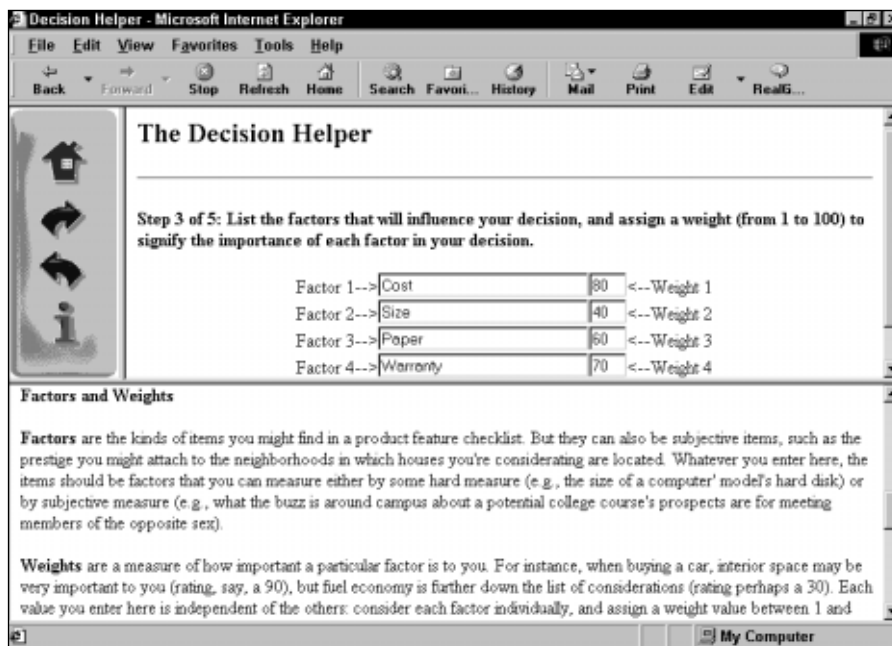 Decision Helper - Microsoft Internet Explorer
File Edit View Favorites Tools Help
Back Forward Stop Refresh Home Search Favori... History Mail Print Edit RealG...
The Decision Helper
Step 3 of 5: List the factors that will influence your decision, and assign a weight (from 1 to 100) to
signify the importance of each factor in your decision.
Factor 1-->Cost 80 <--Weight 1
Factor 2-->Size 40 <--Weight 2
Factor 3-->Paper 60 <--Weight 3
Factor 4-->Warranty 70 <--Weight 4
Factors and Weights
Factors are the kinds of items you might find in a product feature checklist. But they can also be subjective items, such as the
prestige you might attach to the neighborhoods in which houses you're considerating are located. Whatever you enter here, the
items should be factors that you can measure either by some hard measure (e.g., the size of a computer' model's hard disk) or
by subjective measure (e.g., what the buzz is around campus about a potential college course's prospects are for meeting
members of the opposite sex).
Weights are a measure of how important a particular factor is to you. For instance, when buying a car, interior space may be
very important to you (rating, say, a 90), but fuel economy is further down the list of considerations (rating perhaps a 30). Each
value you enter here is independent of the others: consider each factor individually, and assign a weight value between 1 and
My Computer